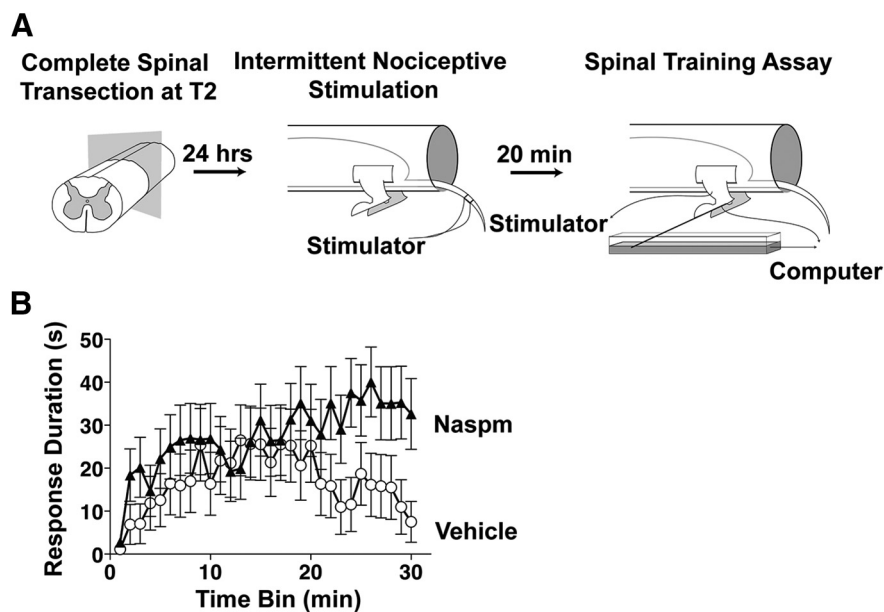 A
Complete Spinal
Transection at T2
24 hrs
Intermittent Nociceptive
Stimulation
Stimulator
20 min
Spinal Training Assay
Stimulator
Computer
B
Response Duration (s)
50
40
30
20
10
0
0
10
20
30
Time Bin (min)
Naspm
Vehicle